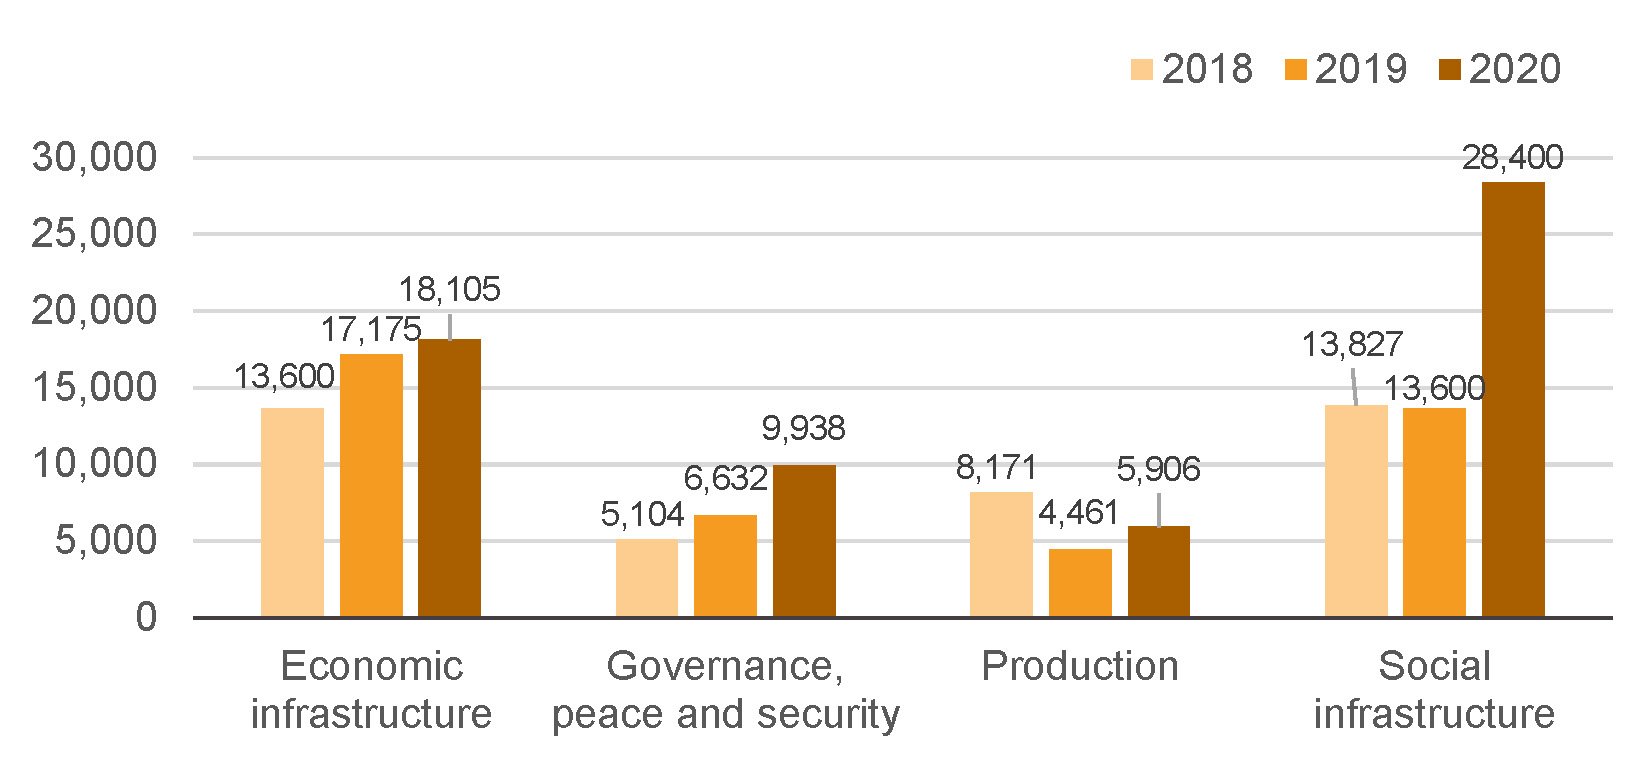 2018 2019 2020
30,000
25,000
20,000
15,000
10,000
5,000
0
13,600
17,175
18,105
5,104
6,632
9,938
8,171
4,461
5,906
13,827
13,600
28,400
Economic
infrastructure
Governance,
peace and security
Production
Social
infrastructure